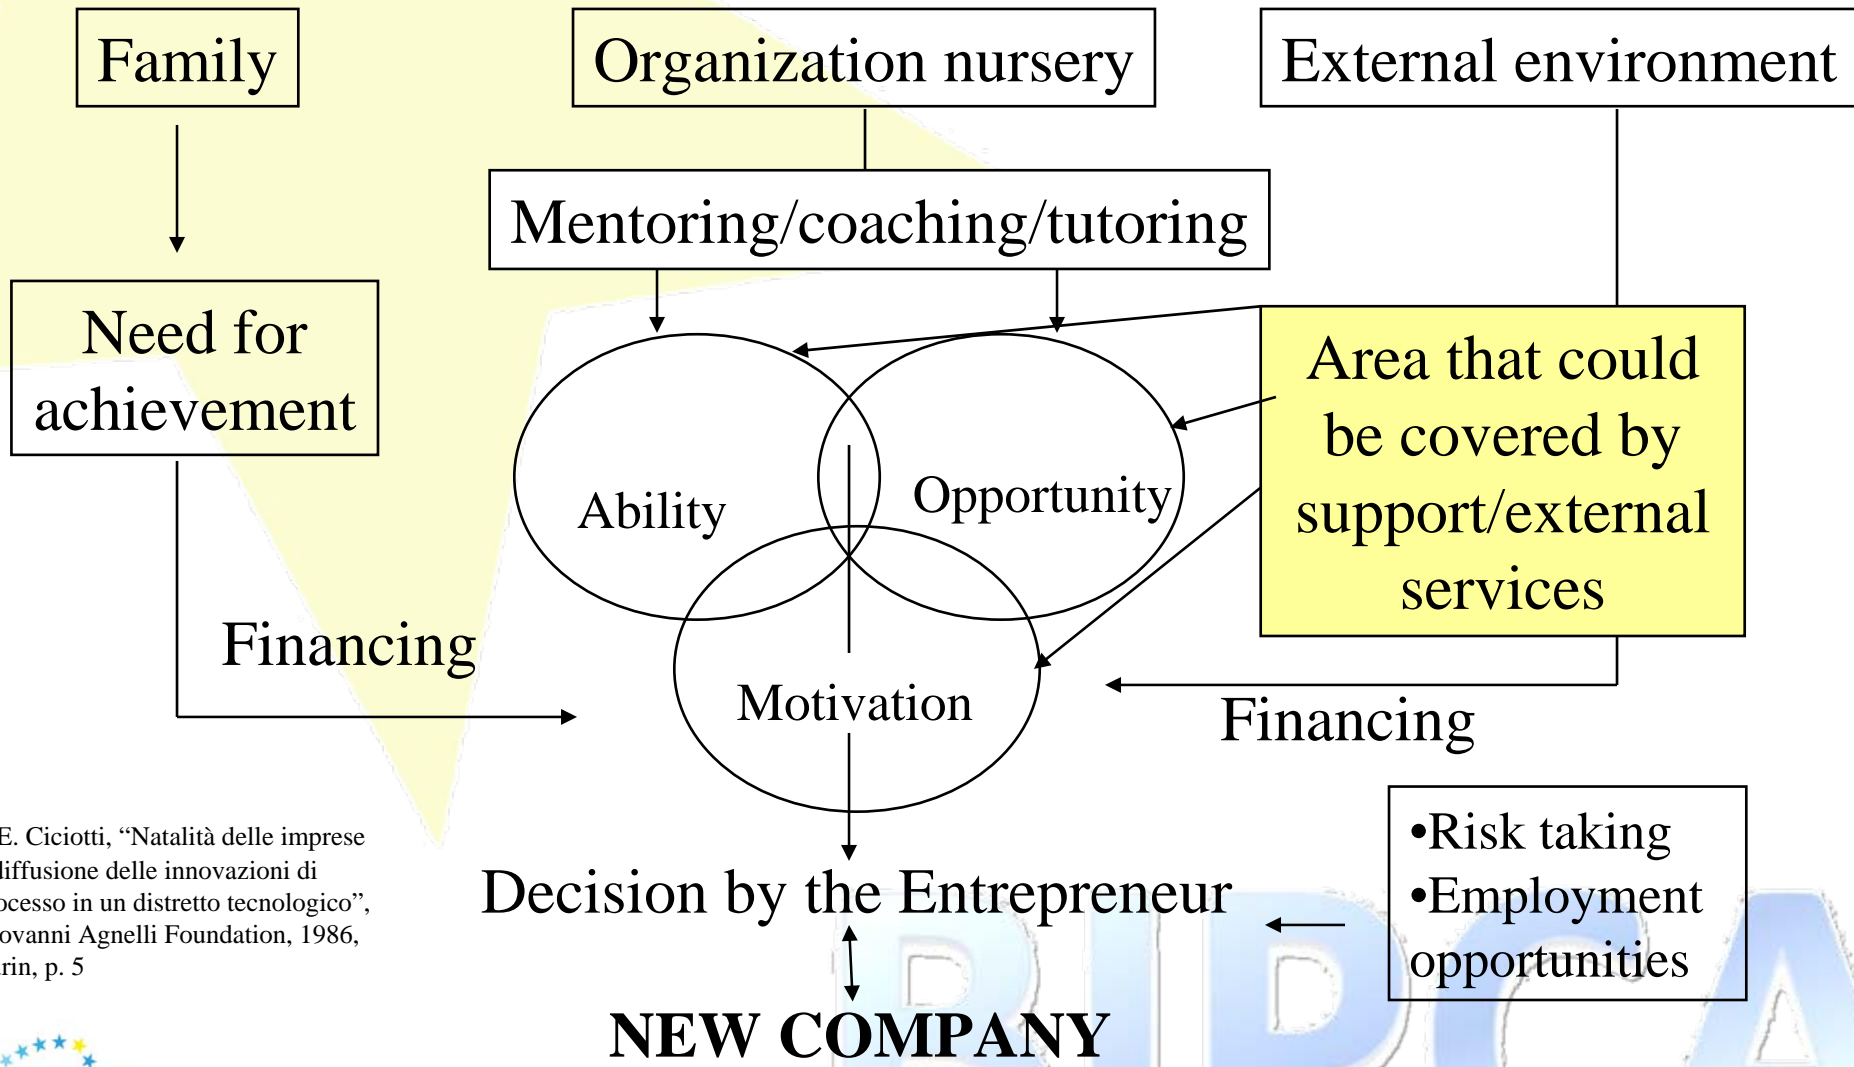 Family
Organization nursery
External environment
Mentoring/coaching/tutoring
Need for
achievement
Area that could
be covered by
support/external
services
Ability
Opportunity
Motivation
Financing
Financing
•Risk taking
•Employment
opportunities
Decision by the Entrepreneur
NEW COMPANY
E. Ciciotti, “Natalità delle imprese
diffusione delle innovazioni di
ocesso in un distretto tecnologico”,
ovanni Agnelli Foundation, 1986,
rin, p. 5